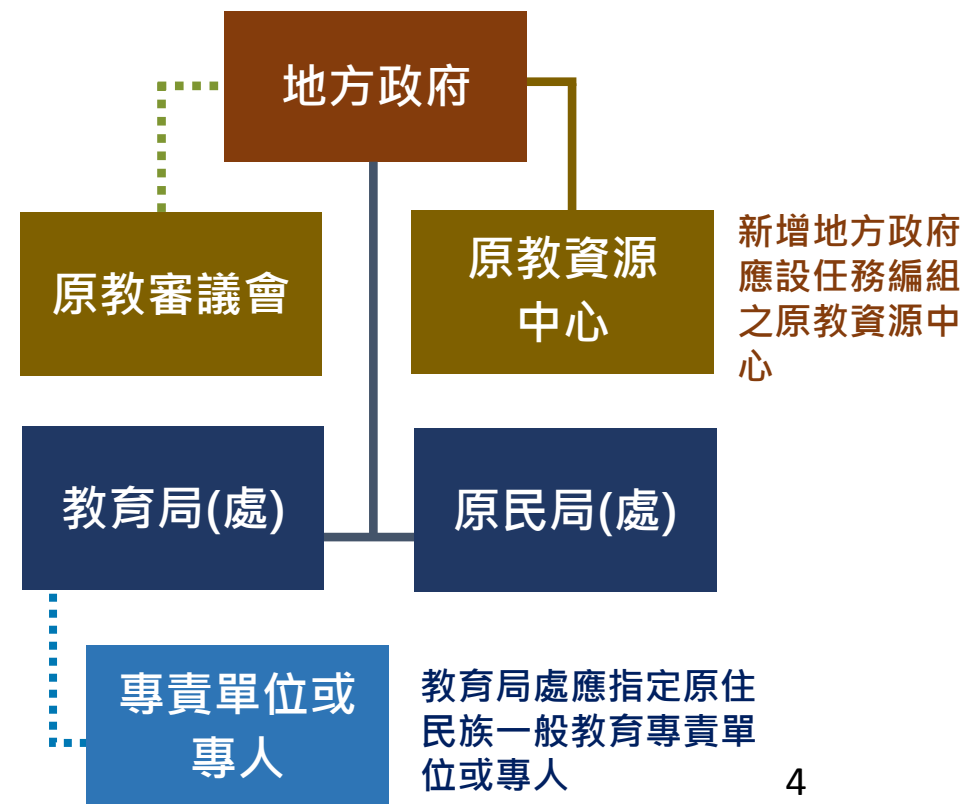 地方政府
原教審議會
原教資源
中心
新增地方政府
應設任務編組
之原教資源中
心
教育局(處)
原民局(處)
專責單位或
專人
教育局處應指定原住
民族一般教育專責單
位或專人
4